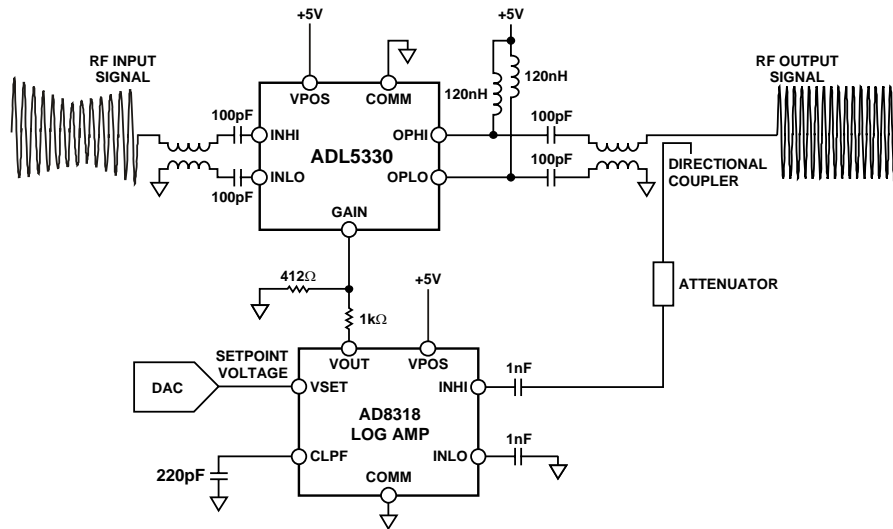 +5V
+5V
RF INPUT
SIGNAL
RF OUTPUT
SIGNAL
120nH
120nH
VPOS
COMM
100pF
100pF
INHI
OPHI
ADL5330
DIRECTIONAL
COUPLER
INLO
OPLO
100pF
100pF
GAIN
412Ω
+5V
ATTENUATOR
1kΩ
SETPOINT
VOLTAGE
VOUT
VPOS
1nF
DAC
VSET
INHI
AD8318
LOG AMP
1nF
CLPF
INLO
220pF
COMM